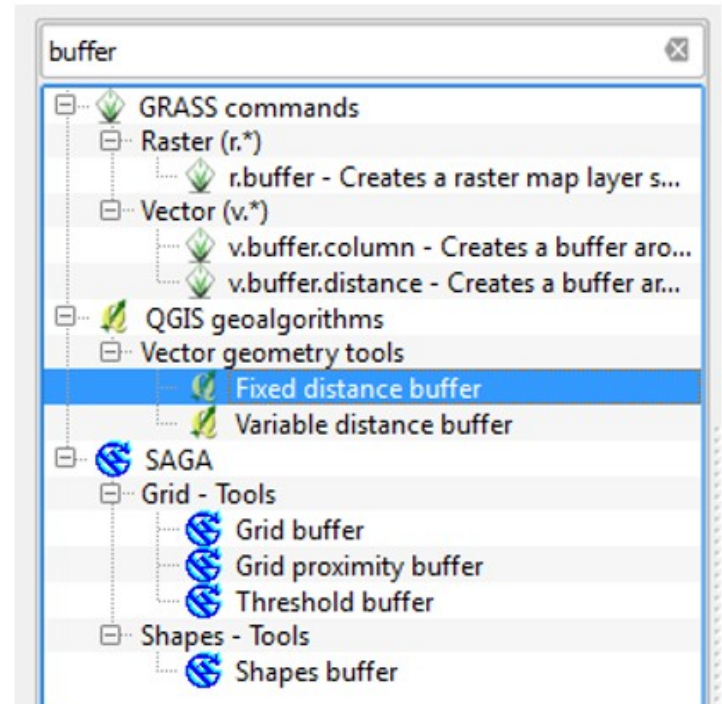 buffer
GRASS commands
Raster (r.*)
r.buffer - Creates a raster map layer s...
Vector (v.*)
v.buffer.column - Creates a buffer aro...
v.buffer.distance - Creates a buffer ar...
QGIS geoalgorithms
Vector geometry tools
Fixed distance buffer
Variable distance buffer
SAGA
Grid - Tools
Grid buffer
Grid proximity buffer
Threshold buffer
Shapes - Tools
Shapes buffer